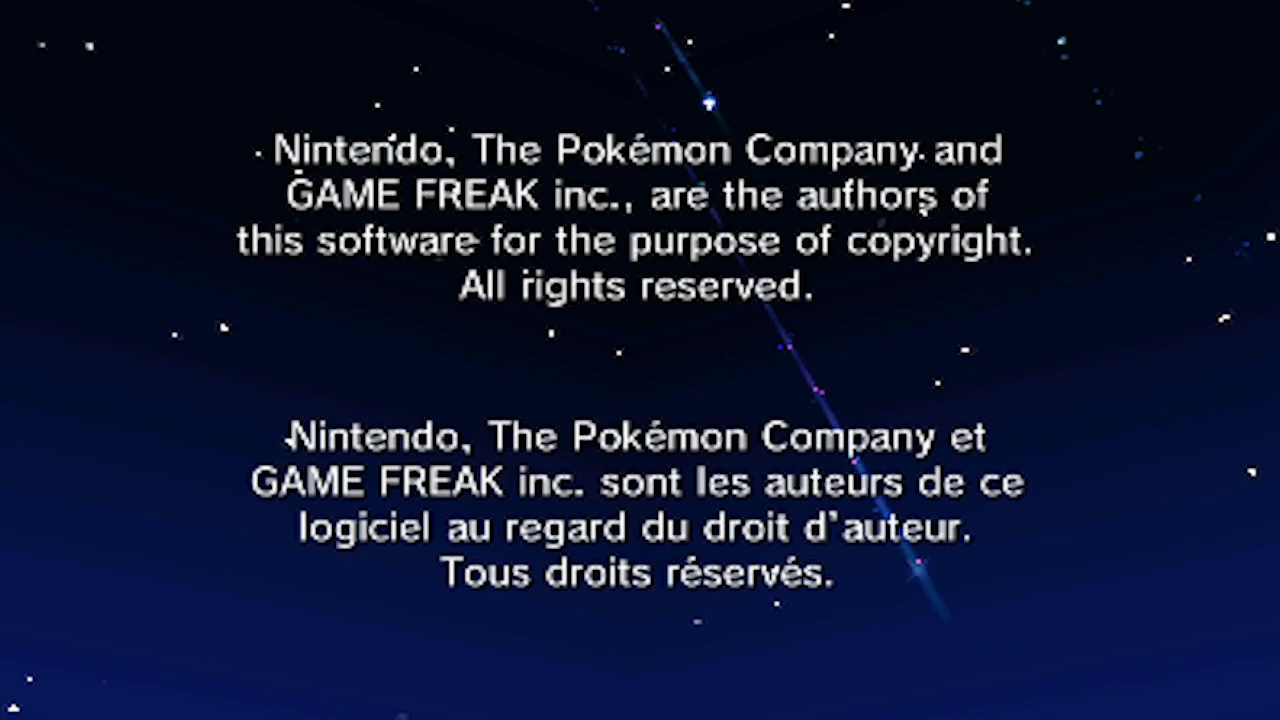 Nintendo, The Pokémon Company and
GAME FREAK inc., are the authors of
this software for the purpose of copyright.
All rights reserved.
Nintendo, The Pokémon Company et
GAME FREAK inc. sont les auteurs de ce
logiciel au regard du droit d'auteur.
Tous droits réservés.